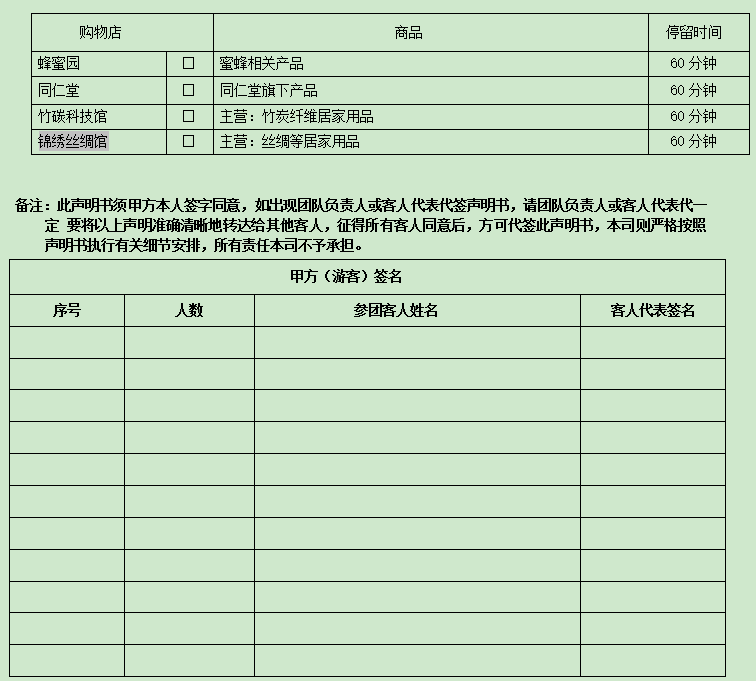 购物店 商品 停留时间
蜂蜜园 □ 蜜蜂相关产品 60 分钟
同仁堂 □ 同仁堂旗下产品 60 分钟
竹碳科技馆 □ 主营：竹炭纤维居家用品 60 分钟
锦绣丝绸馆 □ 主营：丝绸等居家用品 60 分钟
备注：此声明书须甲方本人签字同意，如出现团队负责人或客人代表代签声明书，请团队负责人或客人代表代一
定 要将以上声明准确清晰地转达给其他客人，征得所有客人同意后，方可代签此声明书，本司则严格按照
声明书执行有关细节安排，所有责任本司不予承担。
甲方（游客）签名
序号 人数 参团客人姓名 客人代表签名